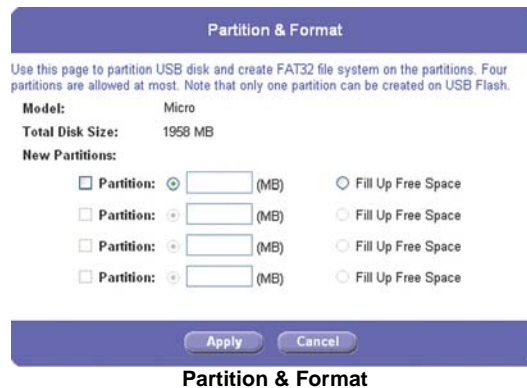 Partition & Format
Use this page to partition USB disk and create FAT32 file system on the partitions. Four
partitions are allowed at most. Note that only one partition can be created on USB Flash.
Model: Micro
Total Disk Size: 1958 MB
New Partitions:
Partition: (MB) Fill Up Free Space
Partition: (MB) Fill Up Free Space
Partition: (MB) Fill Up Free Space
Partition: (MB) Fill Up Free Space
Apply Cancel
Partition & Format